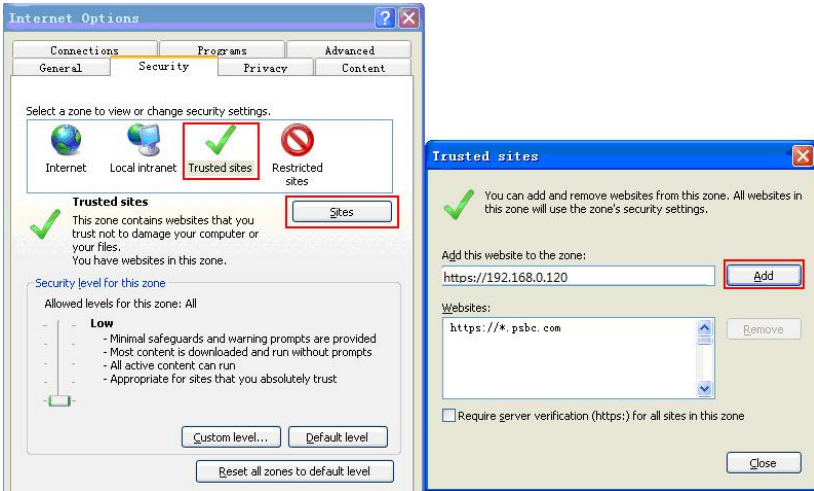 Internet Options
Connections Programs Advanced
General Security Privacy Content
Select a zone to view or change security settings.
Internet Local intranet Trusted sites Restricted
sites
Trusted sites
Sites
This zone contains websites that you
trust not to damage your computer or
your files.
You have websites in this zone.
Security level for this zone
Allowed levels for this zone: All
Low
- Minimal safeguards and warning prompts are provided
- Most content is downloaded and run without prompts
- All active content can run
- Appropriate for sites that you absolutely trust
Custom level... Default level
Reset all zones to default level
Trusted sites
You can add and remove websites from this zone. All websites in
this zone will use the zone's security settings.
Add this website to the zone:
https://192.168.0.120 Add
Websites:
https://*.psbc.com Remove
Require server verification (https:) for all sites in this zone
Close